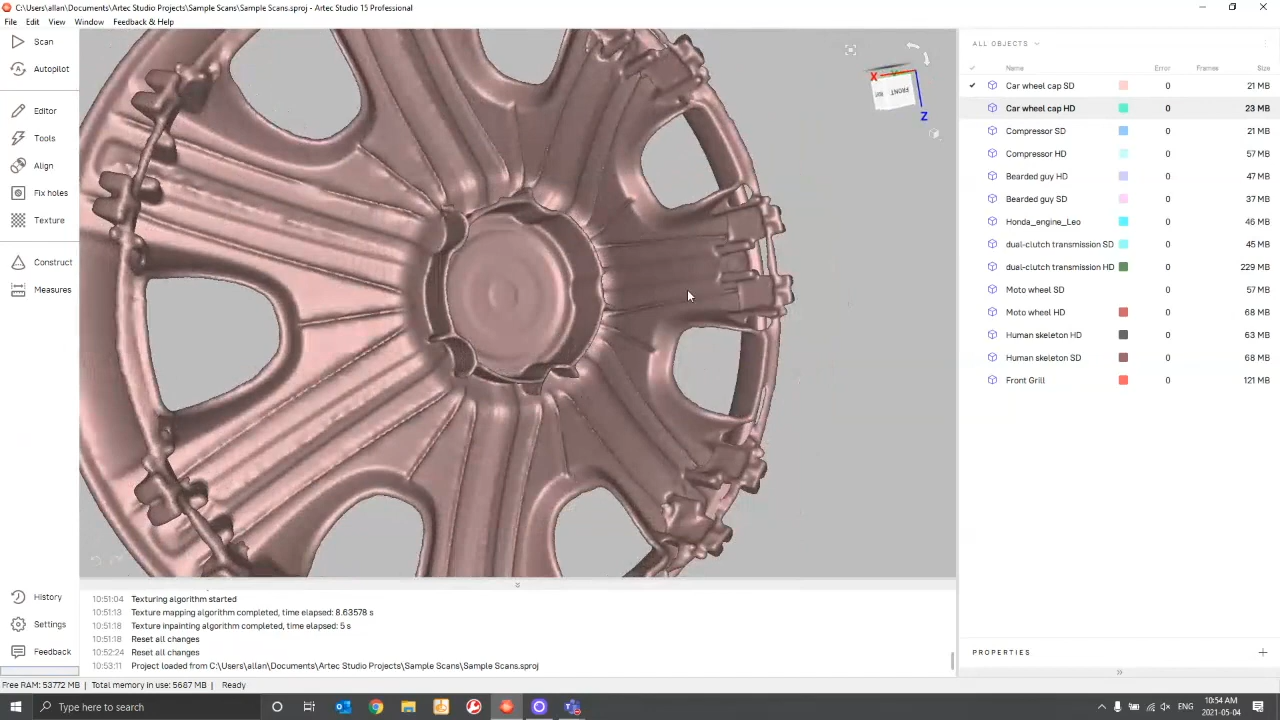 C:\Users\allan\Documents\Artec Studio Projects\Sample Scans\Sample Scans.sproj - Artec Studio 15 Professional
File Edit View Window Feedback & Help
Scan
Autopilot
Editor
Tools
Align
Fix holes
Texture
Construct
Measures
History
Settings
Feedback
X
FRONT
Z
ALL OBJECTS
Name Error Frames Size
Car wheel cap SD 0 21 MB
Car wheel cap HD 0 23 MB
Compressor SD 0 21 MB
Compressor HD 0 57 MB
Bearded guy HD 0 47 MB
Bearded guy SD 0 37 MB
Honda_engine_Leo 0 46 MB
dual-clutch transmission SD 0 45 MB
dual-clutch transmission HD 0 229 MB
Moto wheel SD 0 57 MB
Moto wheel HD 0 68 MB
Human skeleton HD 0 63 MB
Human skeleton SD 0 68 MB
Front Grill 0 121 MB
PROPERTIES
10:51:04 Texturing algorithm started
10:51:13 Texture mapping algorithm completed, time elapsed: 8.63578 s
10:51:18 Texture inpainting algorithm completed, time elapsed: 5 s
10:51:18 Reset all changes
10:52:24 Reset all changes
10:53:11 Project loaded from C:\Users\allan\Documents\Artec Studio Projects\Sample Scans\Sample Scans.sproj
Free RAM: 53772 MB | Total memory in use: 5687 MB | Ready
Type here to search
10:54 AM
2021-05-04